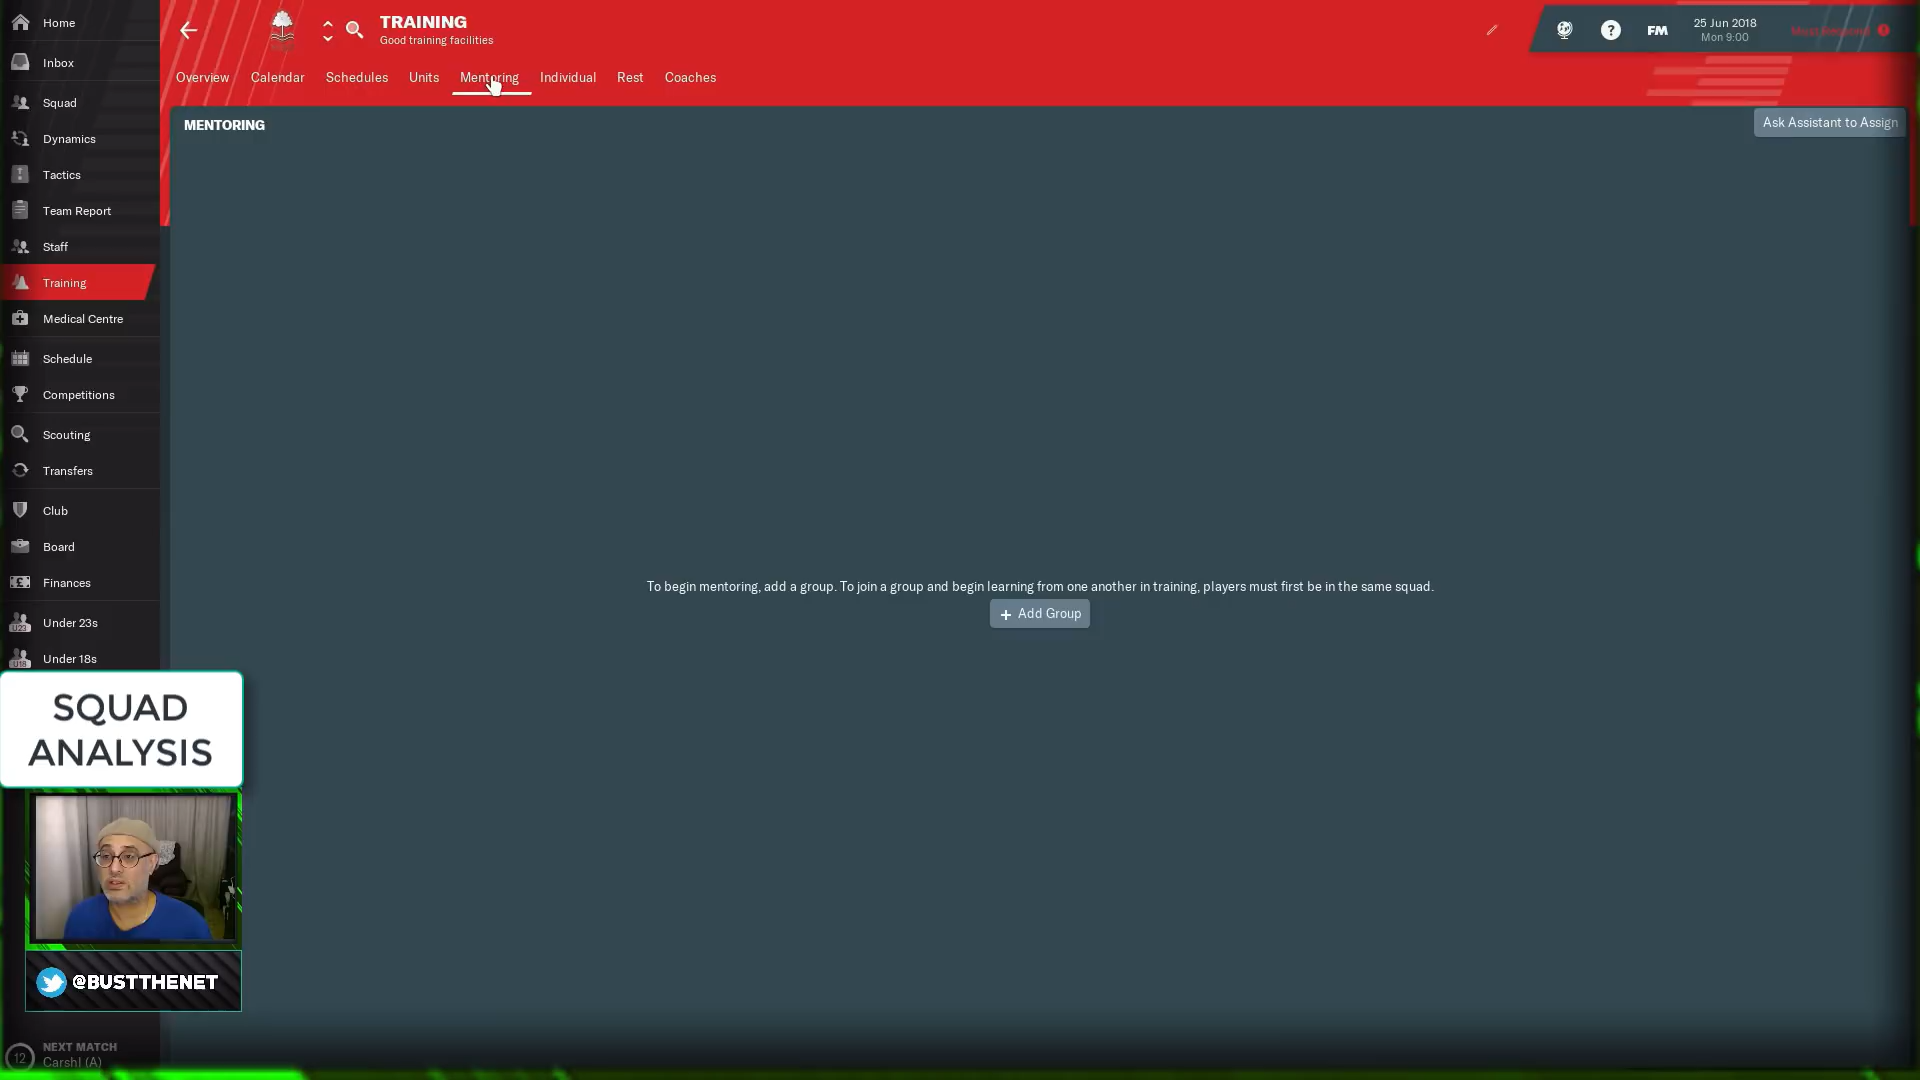 Home
Inbox
Squad
Dynamics
Tactics
Team Report
Staff
Training
Medical Centre
Schedule
Competitions
Scouting
Transfers
Club
Board
Finances
Under 23s
Under 18s
TRAINING
Good training facilities
FM
25 Jun 2018
Mon 9:00
Must Respond
Overview
Calendar
Schedules
Units
Mentoring
Individual
Rest
Coaches
MENTORING
Ask Assistant to Assign
To begin mentoring, add a group. To join a group and begin learning from one another in training, players must first be in the same squad.
+ Add Group
SQUAD
ANALYSIS
@BUSTTHENET
12
NEXT MATCH
Carshl (A)